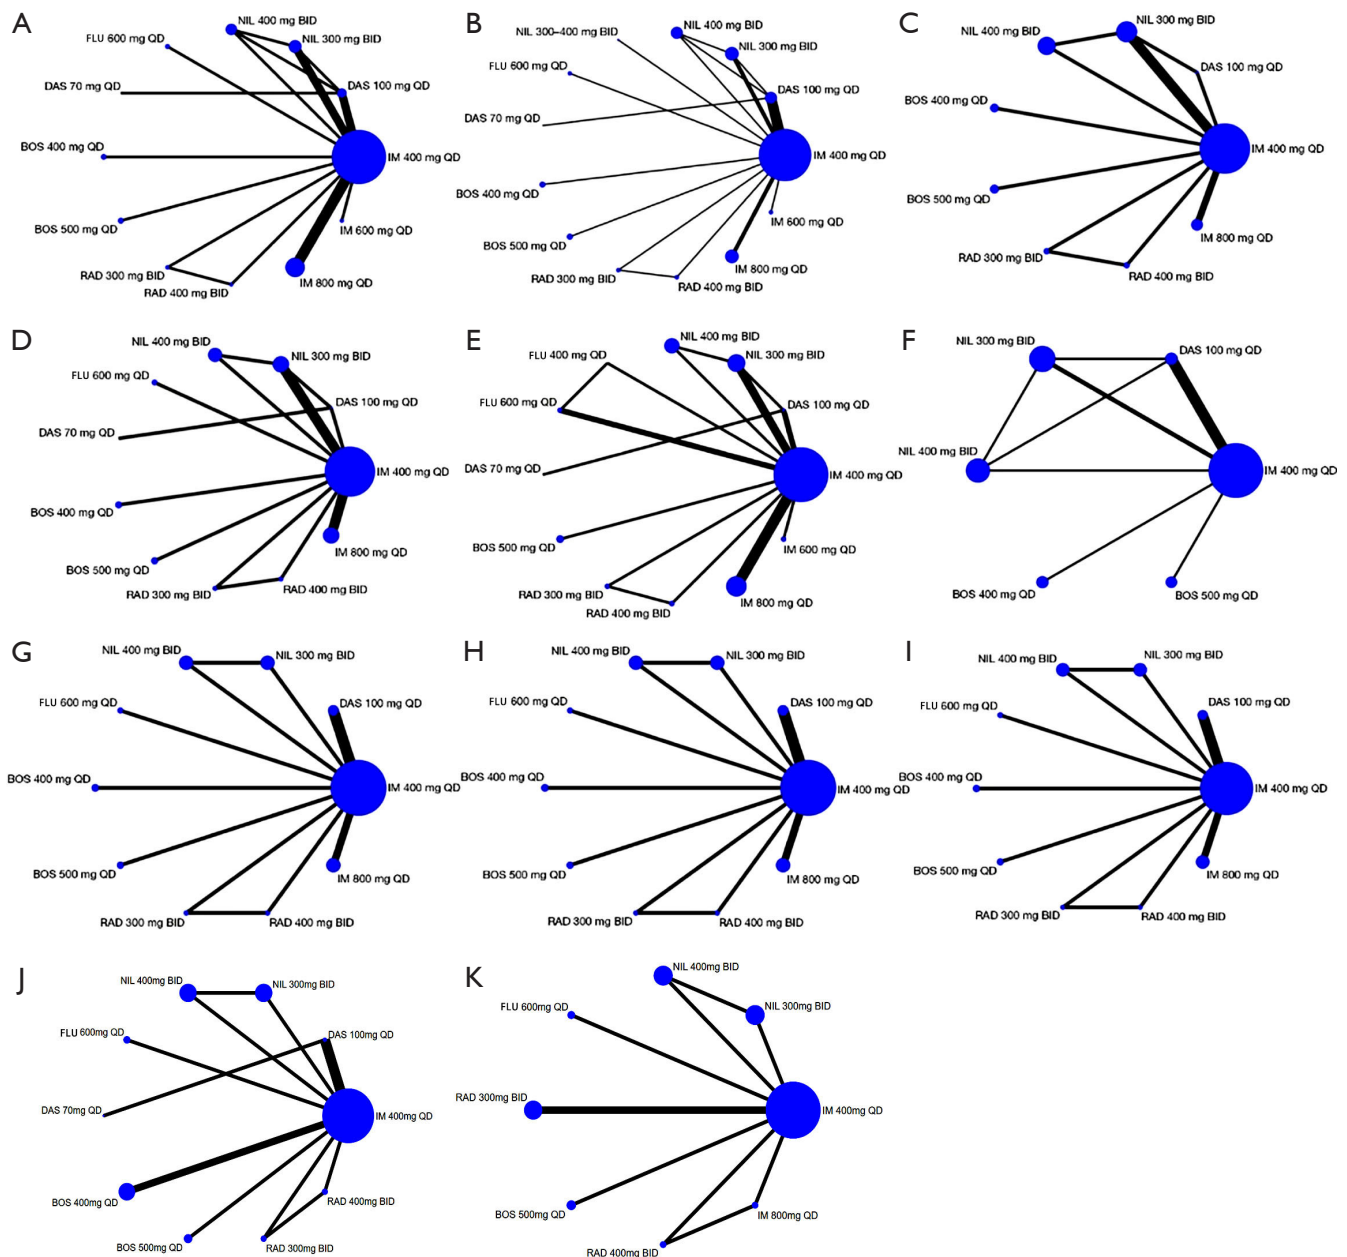 A
NIL 400 mg BID
FLU 600 mg QD
NIL 300 mg BID
DAS 70 mg QD
DAS 100 mg QD
BOS 400 mg QD
IM 400 mg QD
BOS 500 mg QD
IM 600 mg QD
RAD 300 mg BID
IM 800 mg QD
RAD 400 mg BID
B
NIL 400 mg BID
NIL 300–400 mg BID
NIL 300 mg BID
FLU 600 mg QD
DAS 100 mg QD
DAS 70 mg QD
IM 400 mg QD
BOS 400 mg QD
IM 600 mg QD
BOS 500 mg QD
IM 800 mg QD
RAD 300 mg BID
RAD 400 mg BID
C
NIL 300 mg BID
NIL 400 mg BID
DAS 100 mg QD
BOS 400 mg QD
IM 400 mg QD
BOS 500 mg QD
IM 800 mg QD
RAD 300 mg BID
RAD 400 mg BID
D
NIL 400 mg BID
NIL 300 mg BID
FLU 600 mg QD
DAS 100 mg QD
DAS 70 mg QD
IM 400 mg QD
BOS 400 mg QD
IM 800 mg QD
BOS 500 mg QD
RAD 300 mg BID
RAD 400 mg BID
E
NIL 400 mg BID
FLU 400 mg QD
NIL 300 mg BID
FLU 600 mg QD
DAS 100 mg QD
DAS 70 mg QD
IM 400 mg QD
BOS 500 mg QD
IM 600 mg QD
RAD 300 mg BID
IM 800 mg QD
RAD 400 mg BID
F
NIL 300 mg BID
DAS 100 mg QD
NIL 400 mg BID
IM 400 mg QD
BOS 400 mg QD
BOS 500 mg QD
G
NIL 400 mg BID
NIL 300 mg BID
FLU 600 mg QD
DAS 100 mg QD
BOS 400 mg QD
IM 400 mg QD
BOS 500 mg QD
IM 800 mg QD
RAD 300 mg BID
RAD 400 mg BID
H
NIL 400 mg BID
NIL 300 mg BID
FLU 600 mg QD
DAS 100 mg QD
BOS 400 mg QD
IM 400 mg QD
BOS 500 mg QD
IM 800 mg QD
RAD 300 mg BID
RAD 400 mg BID
I
NIL 400 mg BID
NIL 300 mg BID
FLU 600 mg QD
DAS 100 mg QD
BOS 400 mg QD
IM 400 mg QD
BOS 500 mg QD
IM 800 mg QD
RAD 300 mg BID
RAD 400 mg BID
J
NIL 400mg BID
NIL 300mg BID
FLU 600mg QD
DAS 100mg QD
DAS 70mg QD
IM 400mg QD
BOS 400mg QD
RAD 400mg BID
BOS 500mg QD
RAD 300mg BID
K
NIL 400mg BID
FLU 600mg QD
NIL 300mg BID
RAD 300mg BID
IM 400mg QD
BOS 500mg QD
IM 800mg QD
RAD 400mg BID